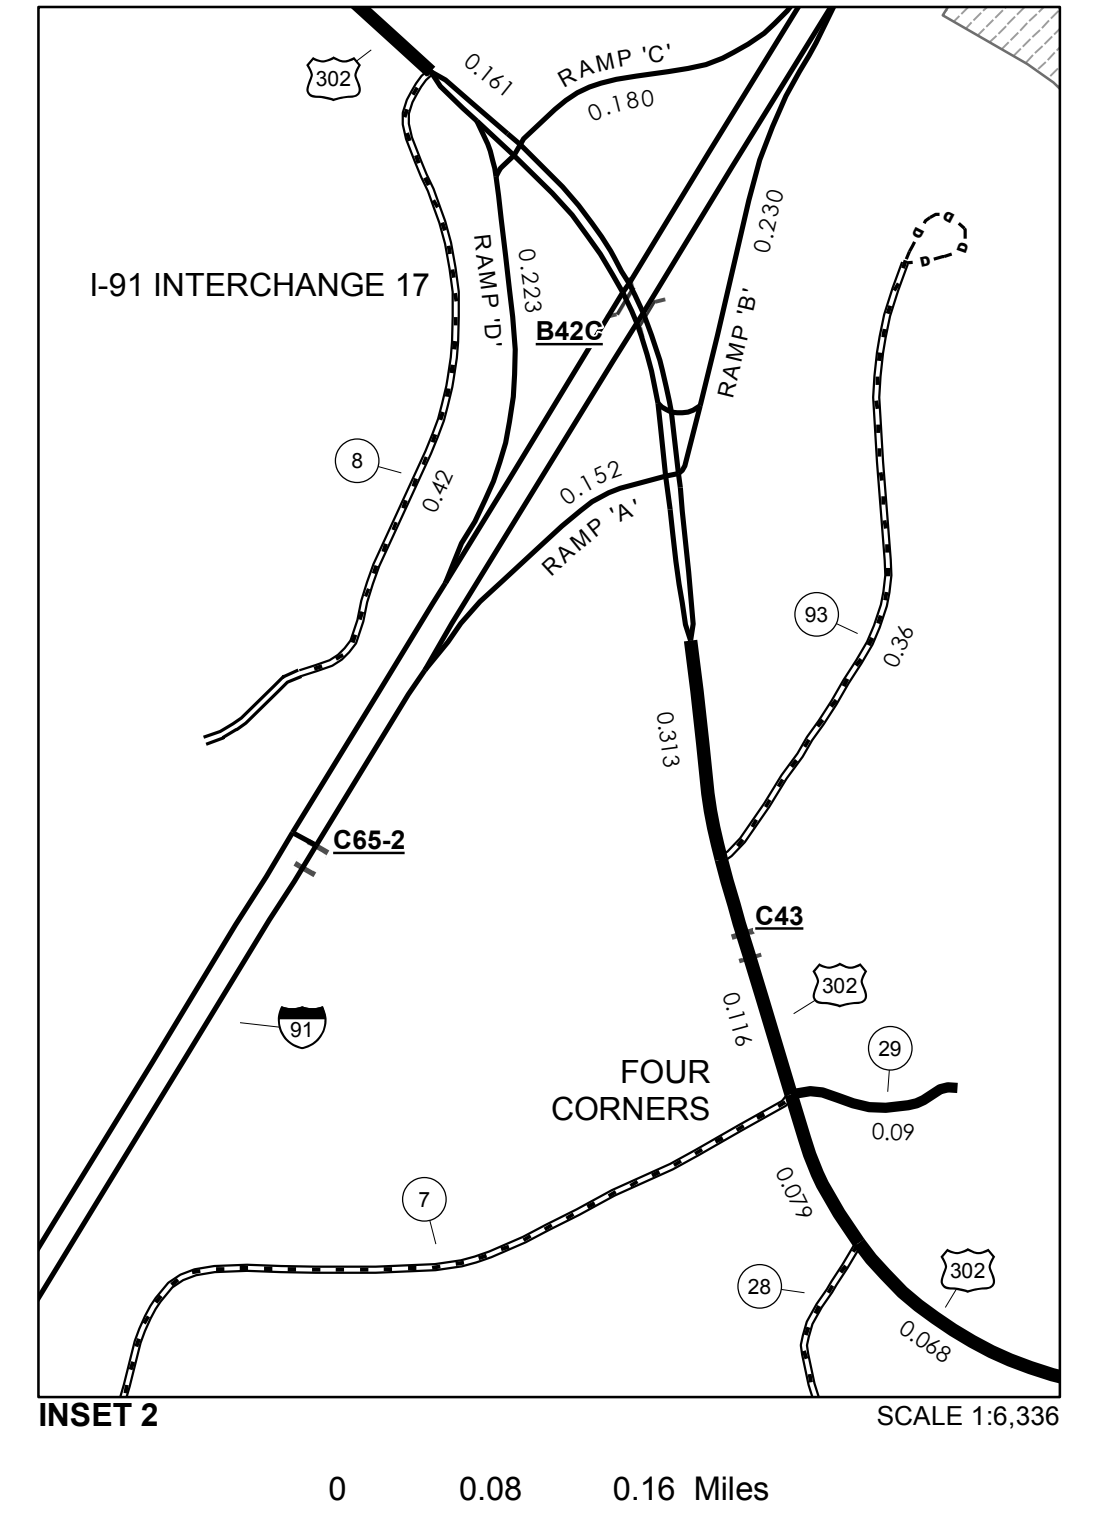 302
0.161
RAMP 'C'
0.180
0.230
RAMP 'D'
0.223
I-91 INTERCHANGE 17
B42C
RAMP 'B'
8
0.42
0.152
RAMP 'A'
D
D
D
D
93
0.36
0.313
C65-2
C43
302
0.116
91
29
FOUR
CORNERS
0.09
7
0.079
28
302
0.068
INSET 2
SCALE 1:6,336
0 0.08 0.16 Miles